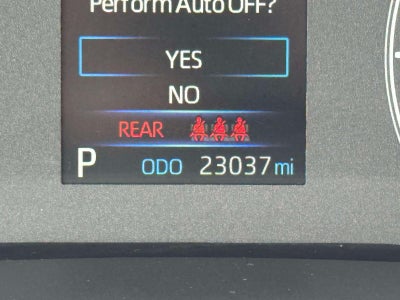 Perform Auto OFF?
YES
NO
REAR
P ODO 23037 mi